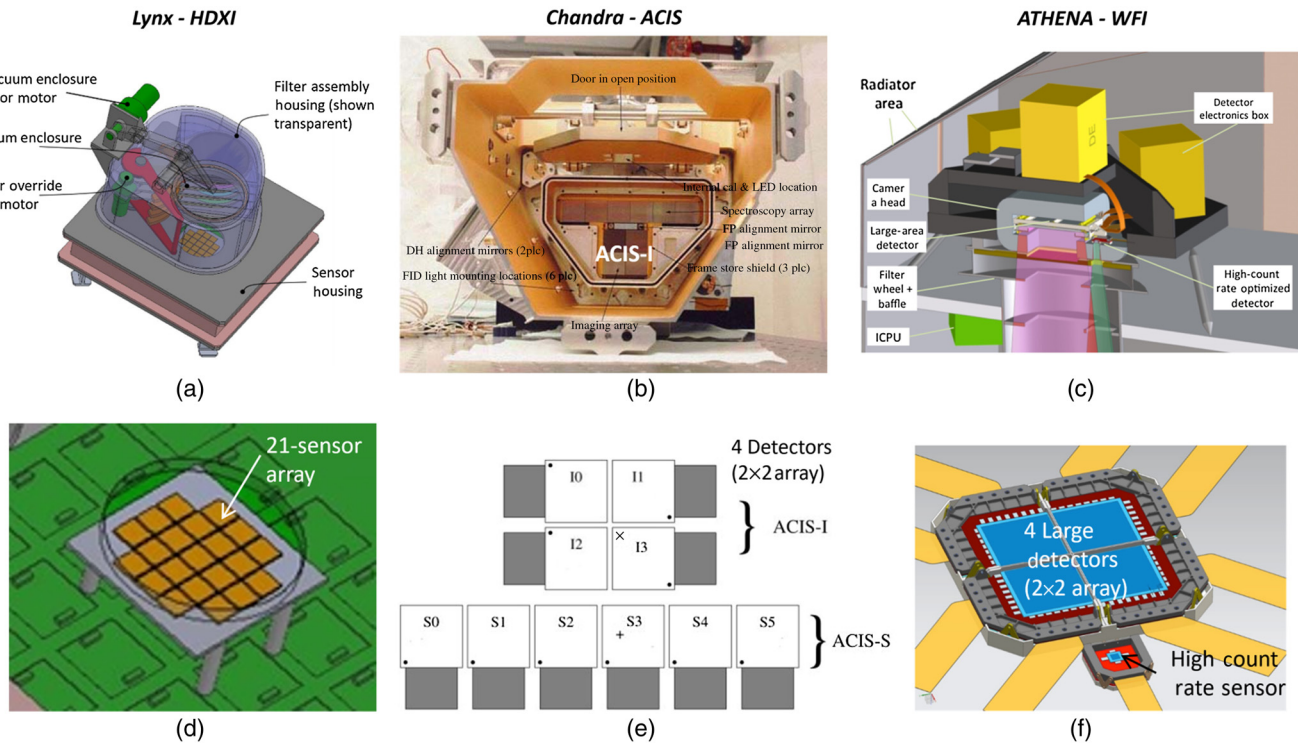 Lynx - HDXI
Chandra - ACIS
ATHENA - WFI
cuum enclosure
or motor
um enclosure
r override
motor
Filter assembly
housing (shown
transparent)
Sensor
housing
(a)
Door in open position
Internal cal & LED location
Spectroscopy array
FP alignment mirror
FP alignment mirror
ACIS-I
DH alignment mirrors (2plc)
FID light mounting locations (6 plc)
Frame store shield (3 plc)
Imaging array
(b)
Radiator
area
Detector
electronics box
DE
Camer
a head
Large-area
detector
Filter
wheel +
baffle
ICPU
High-count
rate optimized
detector
(c)
21-sensor
array
(d)
4 Detectors
(2×2 array)
I0
I1
I2
I3
ACIS-I
S0
S1
S2
S3
S4
S5
ACIS-S
(e)
4 Large
detectors
(2×2 array)
High count
rate sensor
(f)